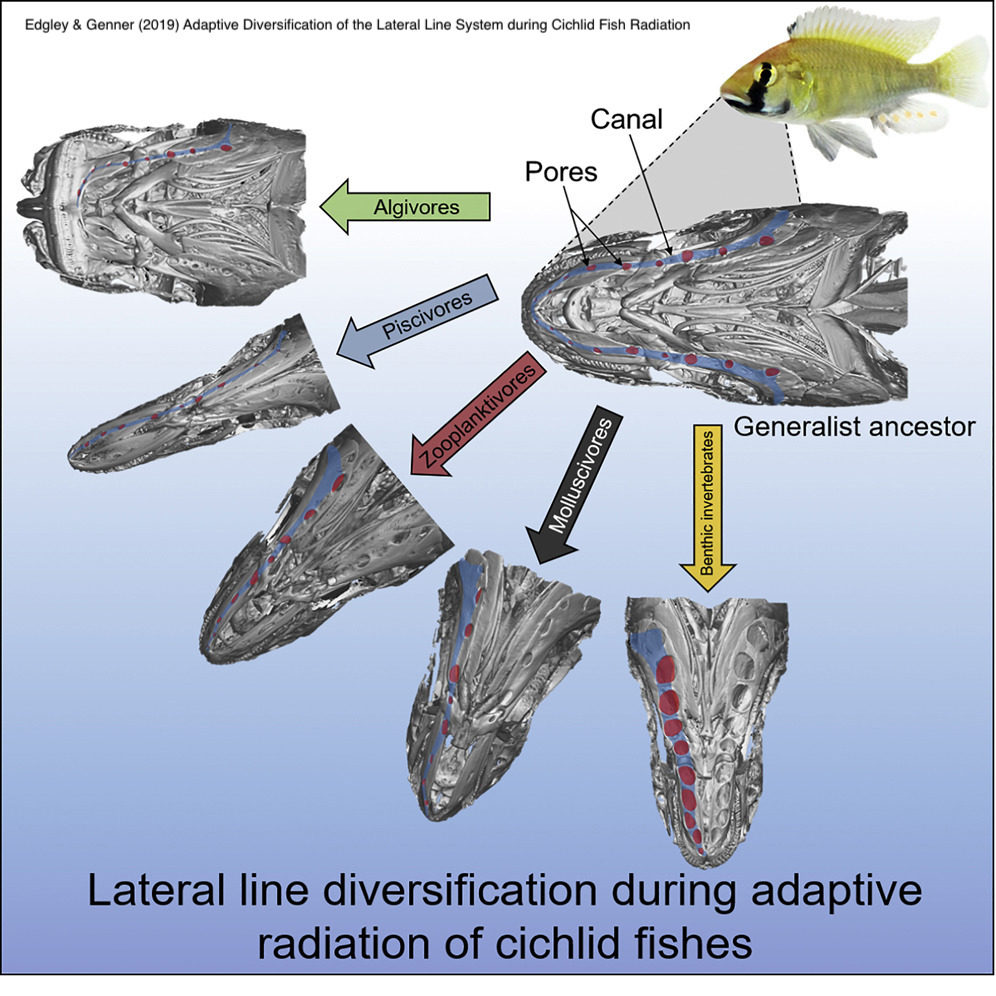 Edgley & Genner (2019) Adaptive Diversification of the Lateral Line System during Cichlid Fish Radiation
Canal
Pores
Algivores
Piscivores
Zooplanktivores
Molluscivores
Benthic invertebrates
Generalist ancestor
Lateral line diversification during adaptive
radiation of cichlid fishes